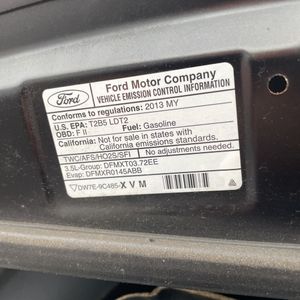 Ford
Ford Motor Company
VEHICLE EMISSION CONTROL INFORMATION
Conforms to regulations: 2013 MY
U.S. EPA: T2B5 LDT2
OBD: F II Fuel: Gasoline
California: Not for sale in states with
California emissions standards.
TWC/AFS/HO2S/SFI No adjustments needed.
3.5L-Group: DFMXT03.72EE
Evap: DFMXR0145ABB
DW7E-9C485-X V M